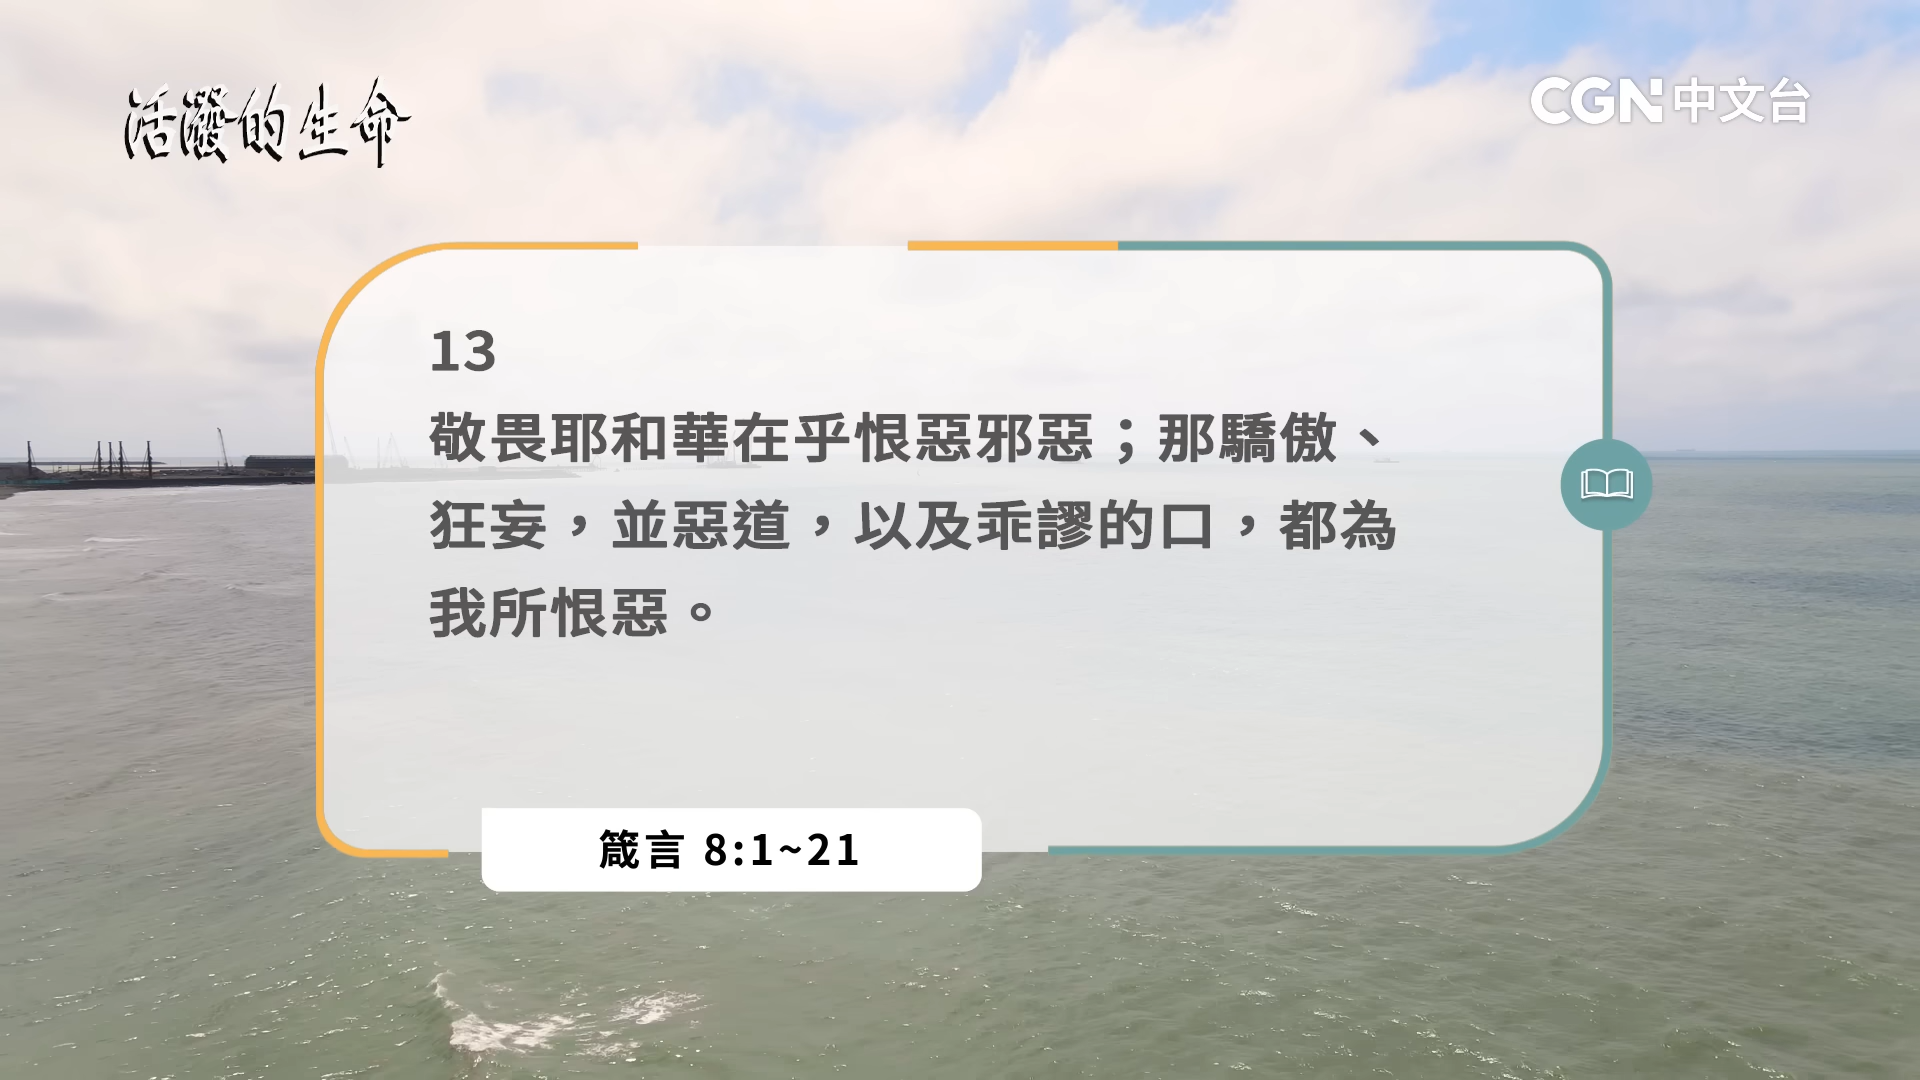 活潑的生命
CGN中文台
13
敬畏耶和華在乎恨惡邪惡；那驕傲、
狂妄，並惡道，以及乖謬的口，都為
我所恨惡。
箴言 8:1~21